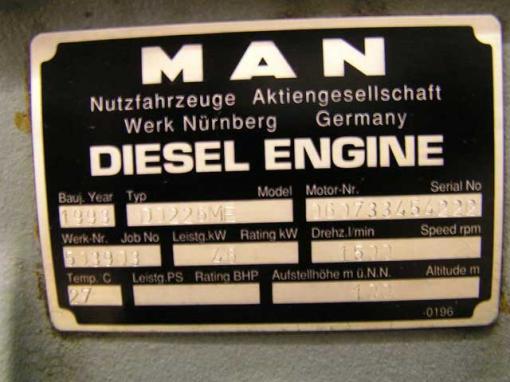 MAN
Nutzfahrzeuge Aktiengesellschaft
Werk Nürnberg Germany
DIESEL ENGINE
Bauj. Year Typ Model Motor-Nr. Serial No
1993
Werk-Nr. Job No Leistg.kW Rating kW Drehz.l/min Speed rpm
1500
Temp. C Leistg.PS Rating BHP Aufstellhöhe m ü.N.N. Altitude m
27
-0196